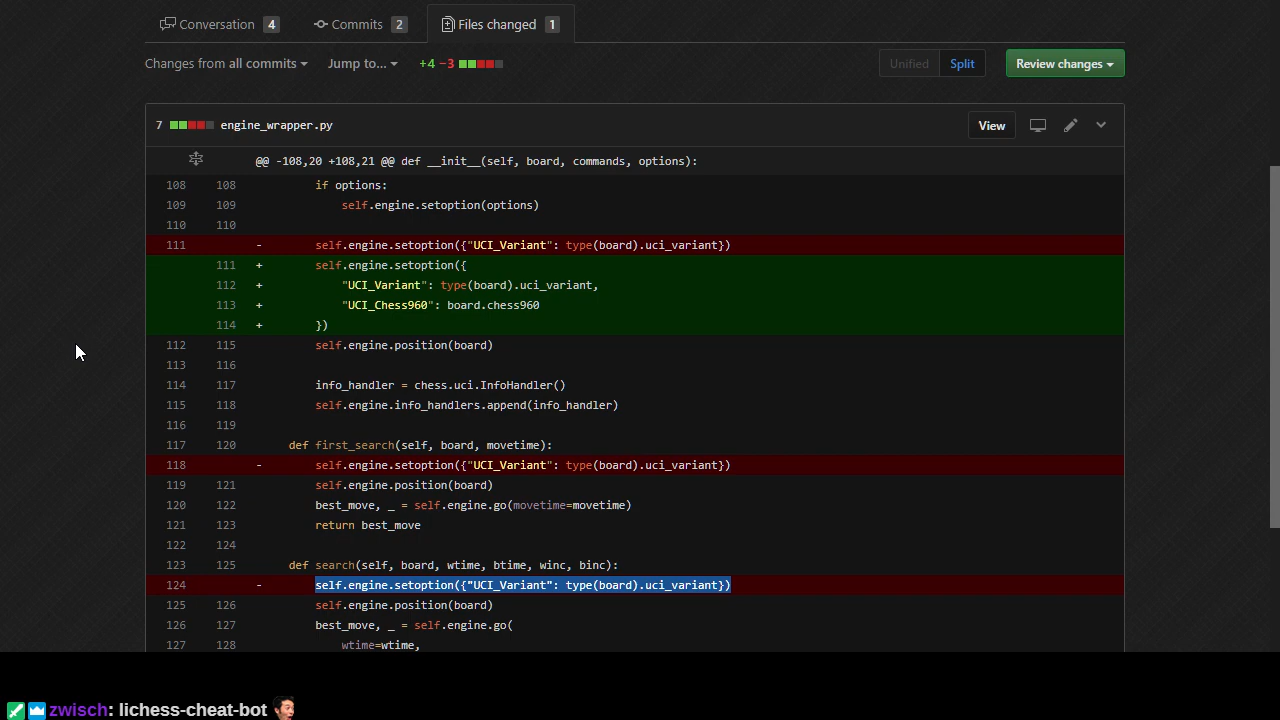 Conversation 4 Commits 2 Files changed 1
Changes from all commits Jump to... +4 −3 Unified Split Review changes
7 engine_wrapper.py View
@@ -108,20 +108,21 @@ def __init__(self, board, commands, options):
108 108 if options:
109 109 self.engine.setoption(options)
110 110
111 - self.engine.setoption({"UCI_Variant": type(board).uci_variant})
111 + self.engine.setoption({
112 + "UCI_Variant": type(board).uci_variant,
113 + "UCI_Chess960": board.chess960
114 + })
112 115 self.engine.position(board)
113 116
114 117 info_handler = chess.uci.InfoHandler()
115 118 self.engine.info_handlers.append(info_handler)
116 119
117 120 def first_search(self, board, movetime):
118 - self.engine.setoption({"UCI_Variant": type(board).uci_variant})
119 121 self.engine.position(board)
120 122 best_move, _ = self.engine.go(movetime=movetime)
121 123 return best_move
122 124
123 125 def search(self, board, wtime, btime, winc, binc):
124 - self.engine.setoption({"UCI_Variant": type(board).uci_variant})
125 126 self.engine.position(board)
126 127 best_move, _ = self.engine.go(
127 128 wtime=wtime,
zwisch: lichess-cheat-bot